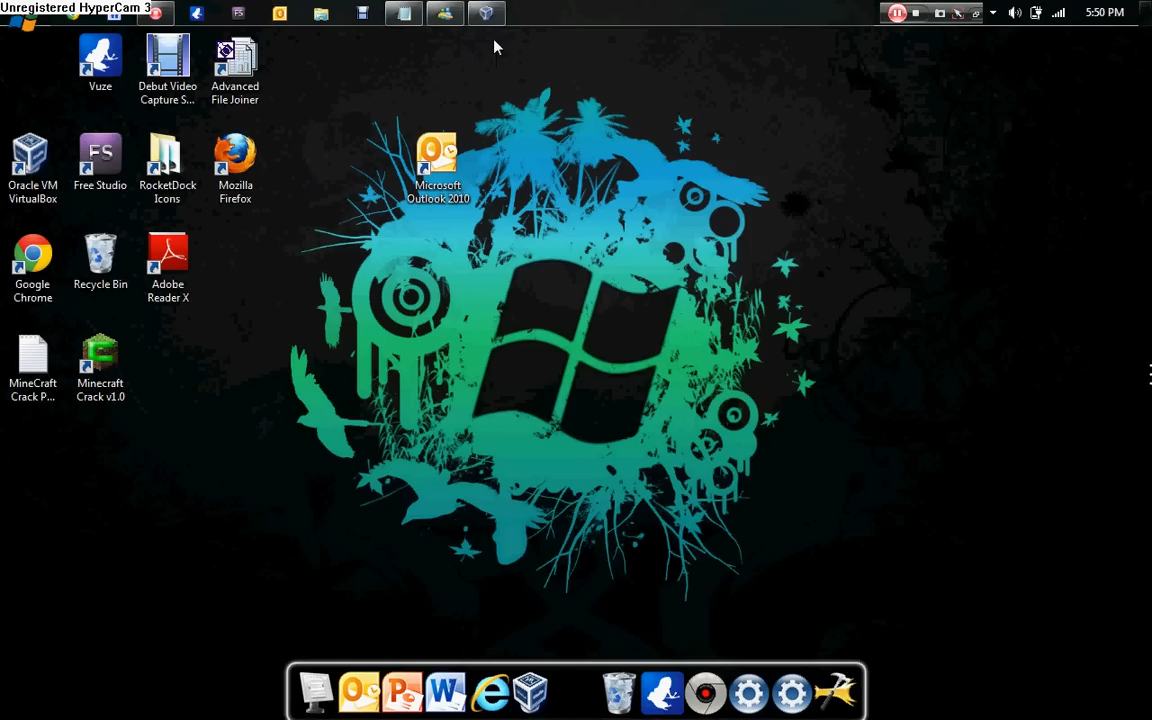 Unregistered HyperCam 3
5:50 PM
Vuze
Debut Video
Capture S...
Advanced
File Joiner
Microsoft
Outlook 2010
Oracle VM
VirtualBox
FS
Free Studio
RocketDock
Icons
Mozilla
Firefox
Google
Chrome
Recycle Bin
Adobe
Reader X
MineCraft
Crack P...
Minecraft
Crack v1.0